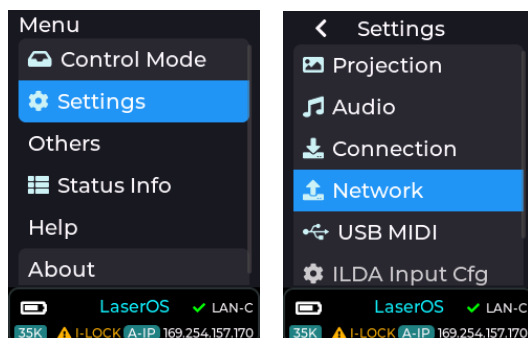 Menu
Control Mode
Settings
Others
Status Info
Help
About
LaserOS LAN-C
35K I-LOCK A-IP 169.254.157.170
Settings
Projection
Audio
Connection
Network
USB MIDI
ILDA Input Cfg
LaserOS LAN-C
35K I-LOCK A-IP 169.254.157.170